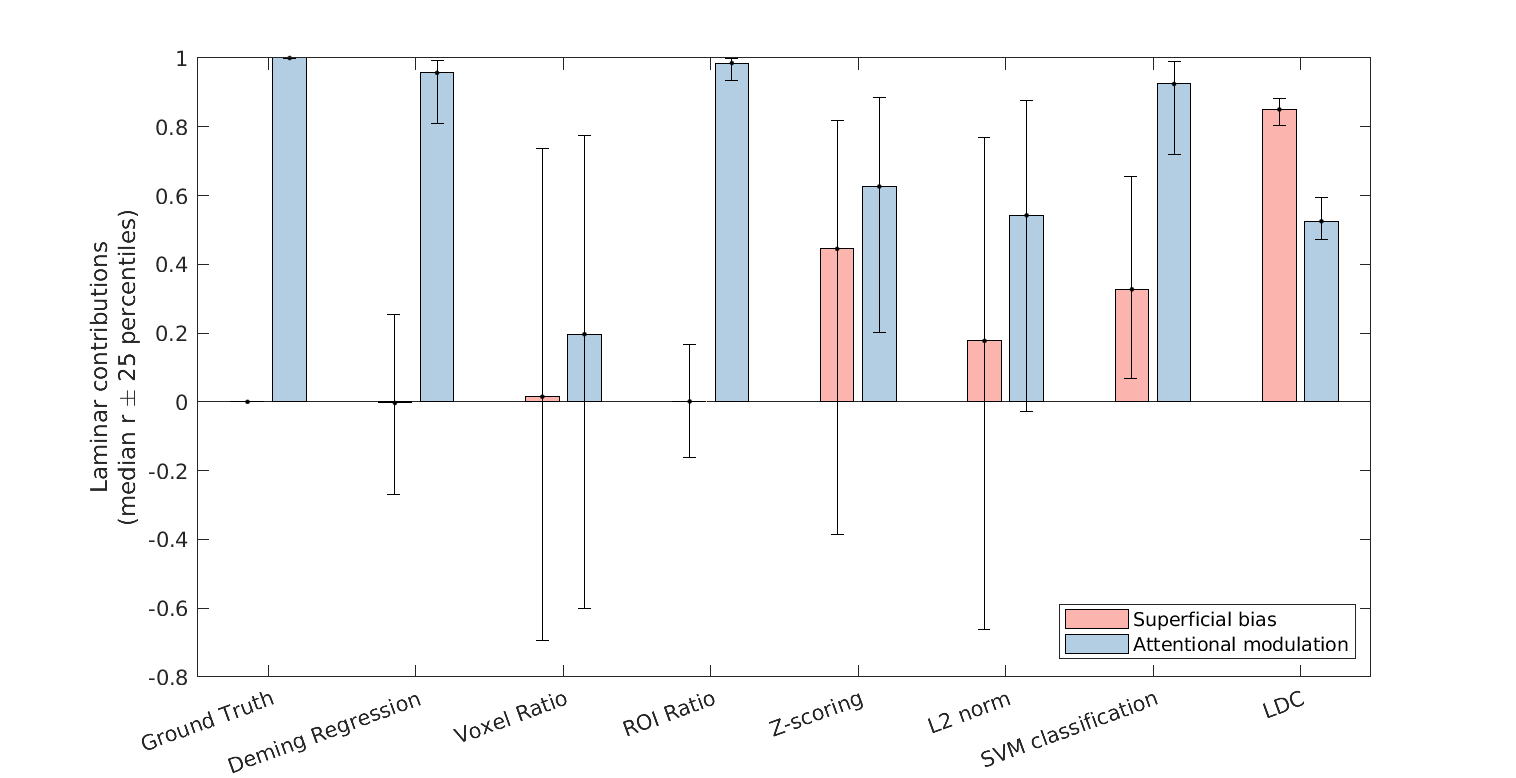 Laminar contributions
(median r ± 25 percentiles)
1
0.8
0.6
0.4
0.2
0
-0.2
-0.4
-0.6
-0.8
Superficial bias
Attentional modulation
Ground Truth
Deming Regression
Voxel Ratio
ROI Ratio
Z-scoring
L2 norm
SVM classification
LDC